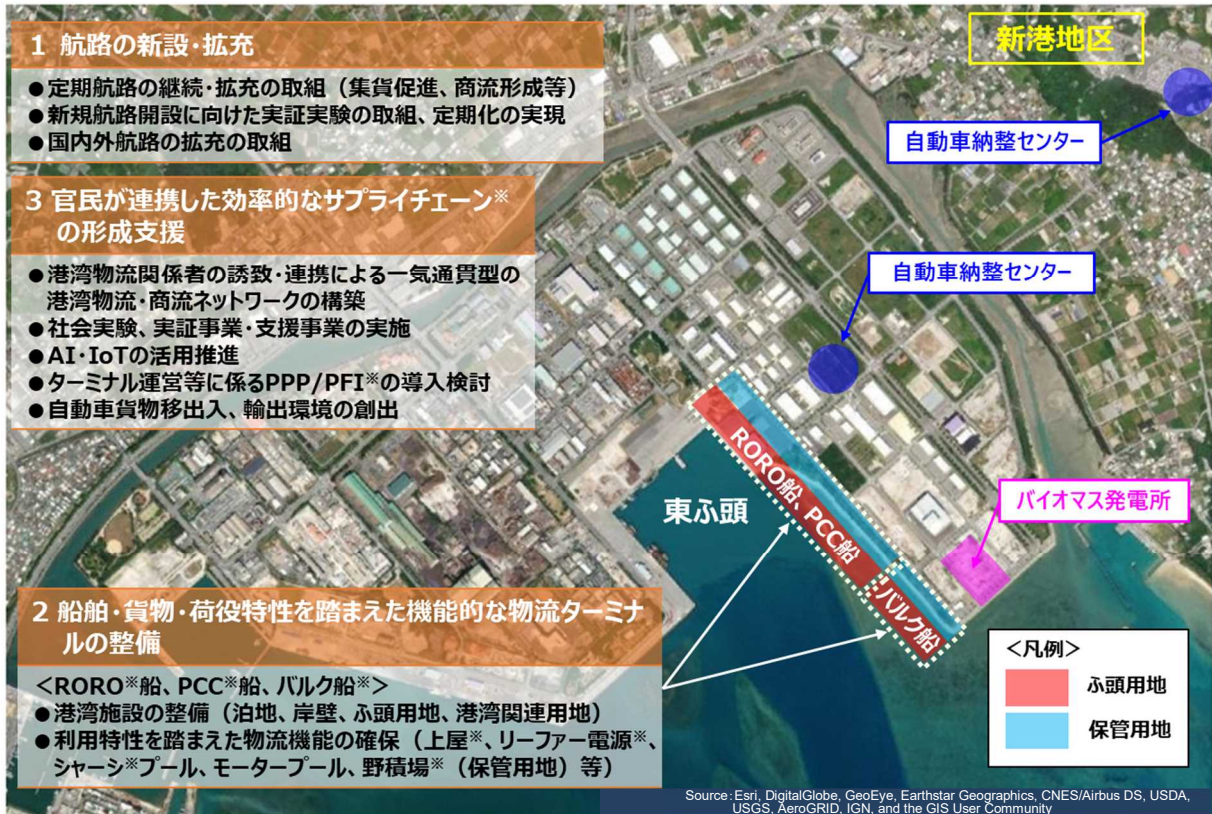 1 航路の新設・拡充
●定期航路の継続・拡充の取組（集貨促進、商流形成等）
●新規航路開設に向けた実証実験の取組、定期化の実現
●国内外航路の拡充の取組
3 官民が連携した効率的なサプライチェーン※
の形成支援
●港湾物流関係者の誘致・連携による一気通貫型の
港湾物流・商流ネットワークの構築
●社会実験、実証事業・支援事業の実施
●AI・IoTの活用推進
●ターミナル運営等に係るPPP/PFI※の導入検討
●自動車貨物移出入、輸出環境の創出
2 船舶・貨物・荷役特性を踏まえた機能的な物流ターミナ
ルの整備
＜RORO※船、PCC※船、バルク船※＞
●港湾施設の整備（泊地、岸壁、ふ頭用地、港湾関連用地）
●利用特性を踏まえた物流機能の確保（上屋※、リーファー電源※、
シャーシ※プール、モータープール、野積場※（保管用地）等）
新港地区
自動車納整センター
自動車納整センター
東ふ頭
RORO船、PCC船
バルク船
バイオマス発電所
＜凡例＞
ふ頭用地
保管用地
Source: Esri, DigitalGlobe, GeoEye, Earthstar Geographics, CNES/Airbus DS, USDA,
USGS, AeroGRID, IGN, and the GIS User Community